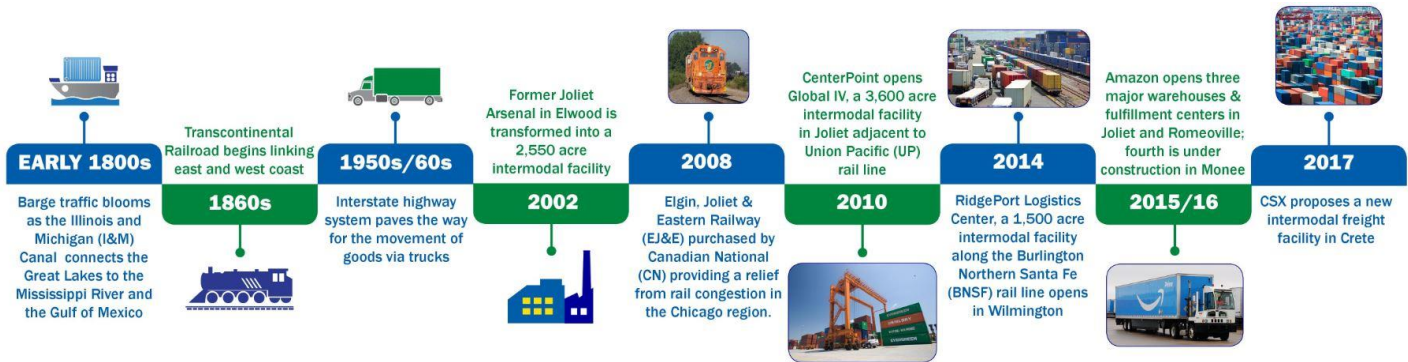 EARLY 1800s
Barge traffic blooms
as the Illinois and
Michigan (I&M)
Canal connects the
Great Lakes to the
Mississippi River and
the Gulf of Mexico
Transcontinental
Railroad begins linking
east and west coast
1860s
1950s/60s
Interstate highway
system paves the way
for the movement of
goods via trucks
Former Joliet
Arsenal in Elwood is
transformed into a
2,550 acre
intermodal facility
2002
2008
Elgin, Joliet &
Eastern Railway
(EJ&E) purchased by
Canadian National
(CN) providing a relief
from rail congestion in
the Chicago region.
CenterPoint opens
Global IV, a 3,600 acre
intermodal facility
in Joliet adjacent to
Union Pacific (UP)
rail line
2010
EVERGREEN
2014
RidgePort Logistics
Center, a 1,500 acre
intermodal facility
along the Burlington
Northern Santa Fe
(BNSF) rail line opens
in Wilmington
Amazon opens three
major warehouses &
fulfillment centers in
Joliet and Romeoville;
fourth is under
construction in Monee
2015/16
2017
CSX proposes a new
intermodal freight
facility in Crete